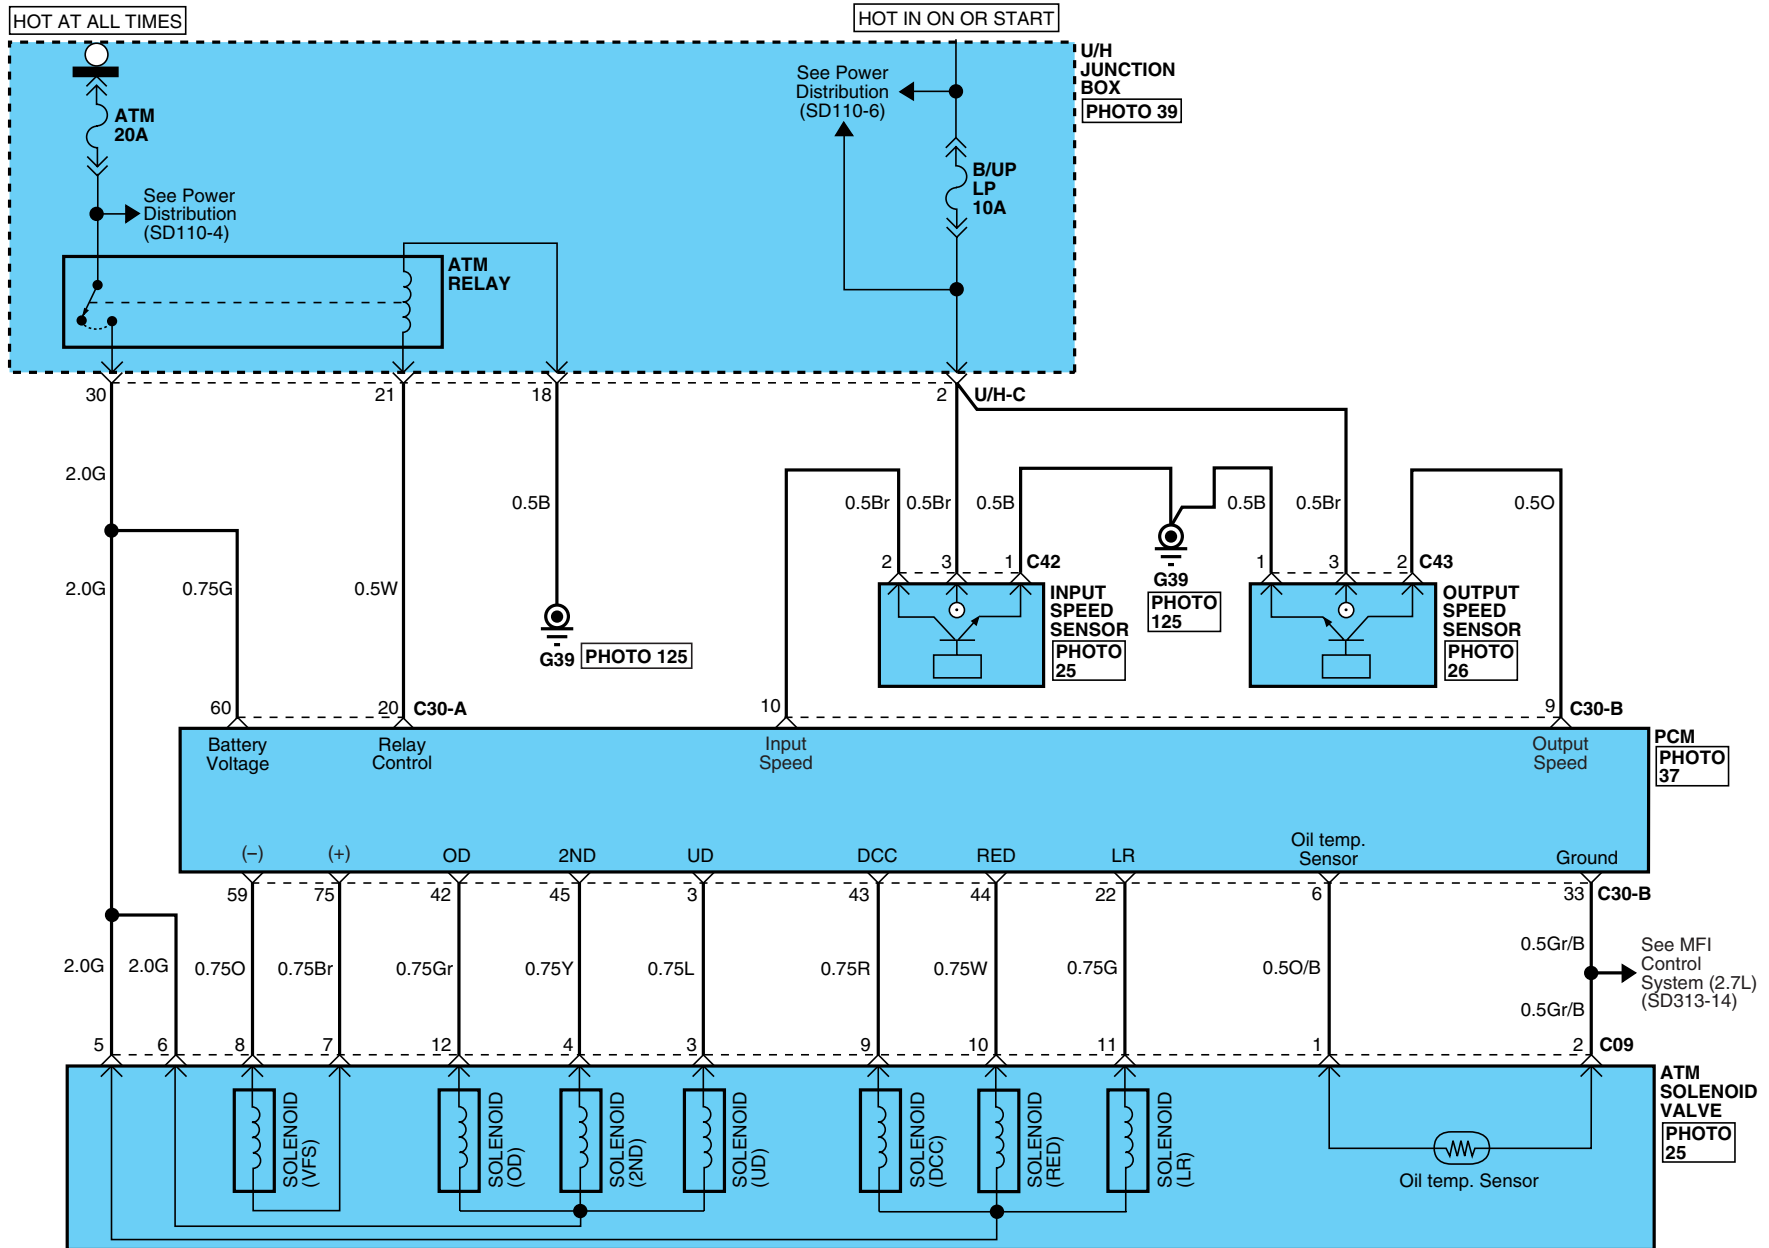 HOT AT ALL TIMES
HOT IN ON OR START
U/H
JUNCTION
BOX
PHOTO 39
ATM
20A
See Power
Distribution
(SD110-4)
See Power
Distribution
(SD110-6)
B/UP
LP
10A
ATM
RELAY
30
21
18
2
U/H-C
2.0G
0.5B
0.5Br
0.5Br
0.5B
0.5B
0.5Br
0.5O
2.0G
0.75G
0.5W
2
3
1
C42
1
3
2
C43
G39
PHOTO 125
G39
PHOTO
125
INPUT
SPEED
SENSOR
PHOTO
25
OUTPUT
SPEED
SENSOR
PHOTO
26
60
20
C30-A
10
9
C30-B
Battery
Voltage
Relay
Control
Input
Speed
Output
Speed
PCM
PHOTO
37
(–)
(+)
OD
2ND
UD
DCC
RED
LR
Oil temp.
Sensor
Ground
59
75
42
45
3
43
44
22
6
33
C30-B
2.0G
2.0G
0.75O
0.75Br
0.75Gr
0.75Y
0.75L
0.75R
0.75W
0.75G
0.5O/B
0.5Gr/B
See MFI
Control
System (2.7L)
(SD313-14)
0.5Gr/B
5
6
8
7
12
4
3
9
10
11
1
2
C09
ATM
SOLENOID
VALVE
PHOTO
25
SOLENOID
(VFS)
SOLENOID
(OD)
SOLENOID
(2ND)
SOLENOID
(UD)
SOLENOID
(DCC)
SOLENOID
(RED)
SOLENOID
(LR)
Oil temp. Sensor